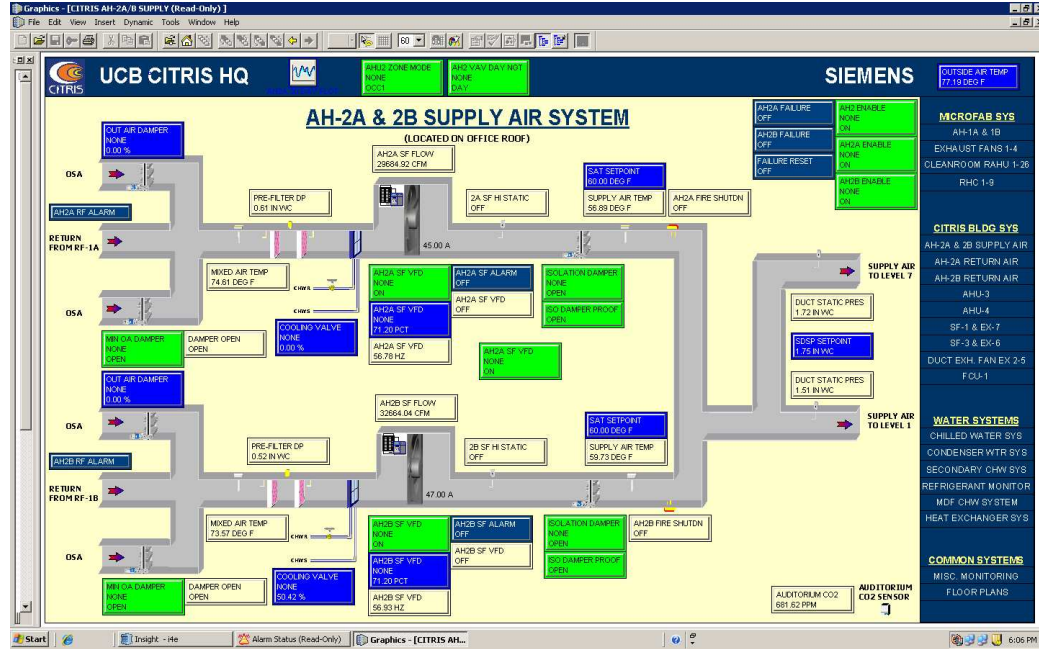 Graphics - [CITRIS AH-2A/B SUPPLY (Read-Only) ]
File Edit View Insert Dynamic Tools Window Help
60
CITRIS
UCB CITRIS HQ
AHU2 ZONE MODE
NONE
OCC1
AH2 VAV DAY NOT
NONE
DAY
SIEMENS
OUTSIDE AIR TEMP
77.19 DEG F
AH-2A & 2B SUPPLY AIR SYSTEM
(LOCATED ON OFFICE ROOF)
AH2A FAILURE
OFF
AH2B FAILURE
OFF
FAILURE RESET
OFF
AH2 ENABLE
NONE
ON
AH2A ENABLE
NONE
ON
AH2B ENABLE
NONE
ON
OUT AIR DAMPER
NONE
0.00 %
OSA
AH2A RF ALARM
RETURN
FROM RF-1A
OSA
MIN OA DAMPER
NONE
OPEN
DAMPER OPEN
OPEN
PRE-FILTER DP
0.61 IN WC
MIXED AIR TEMP
74.61 DEG F
CHWR
CHWS
COOLING VALVE
NONE
0.00 %
AH2A SF FLOW
29684.92 CFM
45.00 A
2A SF HI STATIC
OFF
SAT SETPOINT
60.00 DEG F
SUPPLY AIR TEMP
56.89 DEG F
AH2A FIRE SHUTDN
OFF
AH2A SF VFD
NONE
ON
AH2A SF ALARM
OFF
AH2A SF VFD
NONE
71.20 PCT
AH2A SF VFD
OFF
AH2A SF VFD
56.78 HZ
ISOLATION DAMPER
NONE
OPEN
ISO DAMPER PROOF
OPEN
AH2A SF VFD
NONE
ON
SUPPLY AIR
TO LEVEL 7
DUCT STATIC PRES
1.72 IN WC
SDSP SETPOINT
1.75 IN WC
DUCT STATIC PRES
1.51 IN WC
SUPPLY AIR
TO LEVEL 1
OUT AIR DAMPER
NONE
0.00 %
OSA
AH2B RF ALARM
RETURN
FROM RF-1B
OSA
MIN OA DAMPER
NONE
OPEN
DAMPER OPEN
OPEN
PRE-FILTER DP
0.52 IN WC
MIXED AIR TEMP
73.57 DEG F
CHWR
CHWS
COOLING VALVE
NONE
50.42 %
AH2B SF FLOW
32664.04 CFM
47.00 A
2B SF HI STATIC
OFF
SAT SETPOINT
60.00 DEG F
SUPPLY AIR TEMP
59.73 DEG F
AH2B SF VFD
NONE
ON
AH2B SF ALARM
OFF
AH2B SF VFD
NONE
71.20 PCT
AH2B SF VFD
OFF
AH2B SF VFD
56.93 HZ
ISOLATION DAMPER
NONE
OPEN
ISO DAMPER PROOF
OPEN
AH2B FIRE SHUTDN
OFF
AUDITORIUM CO2
681.62 PPM
AUDITORIUM
CO2 SENSOR
MICROFAB SYS
AH-1A & 1B
EXHAUST FANS 1-4
CLEANROOM RAHU 1-26
RHC 1-9
CITRIS BLDG SYS
AH-2A & 2B SUPPLY AIR
AH-2A RETURN AIR
AH-2B RETURN AIR
AHU-3
AHU-4
SF-1 & EX-7
SF-3 & EX-6
DUCT EXH. FAN EX 2-5
FCU-1
WATER SYSTEMS
CHILLED WATER SYS
CONDENSER WTR SYS
SECONDARY CHW SYS
REFRIGERANT MONITOR
MDF CHW SYSTEM
HEAT EXCHANGER SYS
COMMON SYSTEMS
MISC. MONITORING
FLOOR PLANS
Start
Insight - He
Alarm Status (Read-Only)
Graphics - [CITRIS AH...
6:06 PM